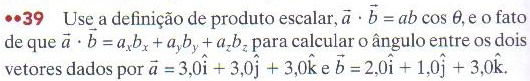 ••39 Use a definição de produto escalar, a⃗ · b⃗ = ab cos θ, e o fato
de que a⃗ · b⃗ = aₓbₓ + a_yb_y + a_zb_z para calcular o ângulo entre os dois
vetores dados por a⃗ = 3,0î + 3,0ĵ + 3,0k̂ e b⃗ = 2,0î + 1,0ĵ + 3,0k̂.